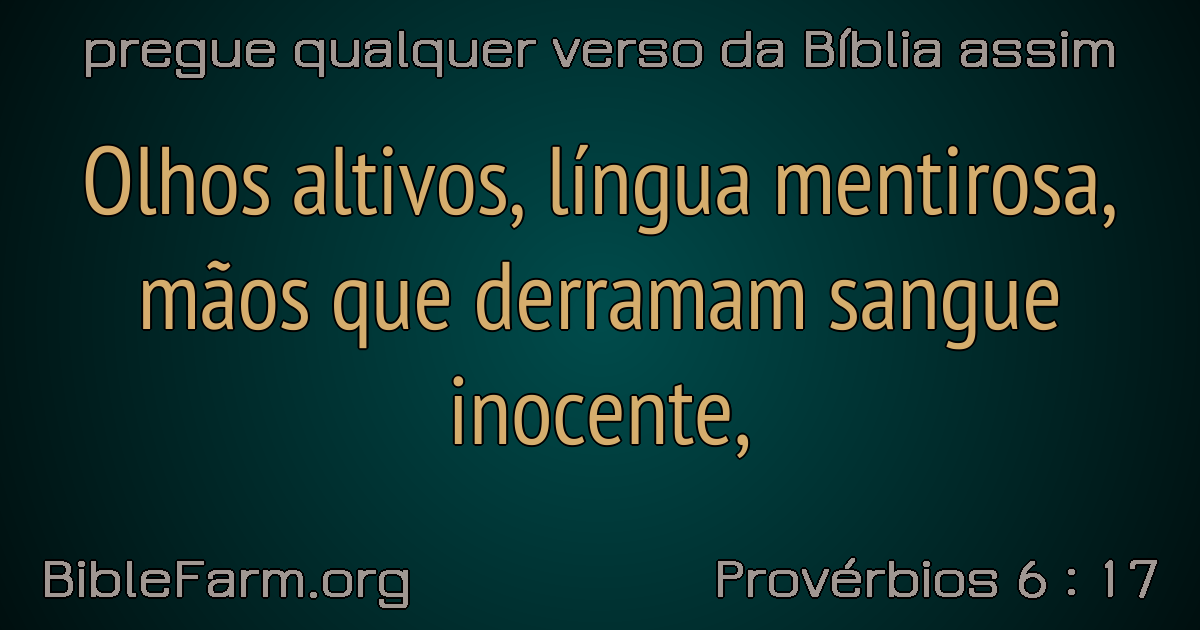 pregue qualquer verso da Bíblia assim
Olhos altivos, língua mentirosa,
mãos que derramam sangue
inocente,
BibleFarm.org
Provérbios 6 : 17